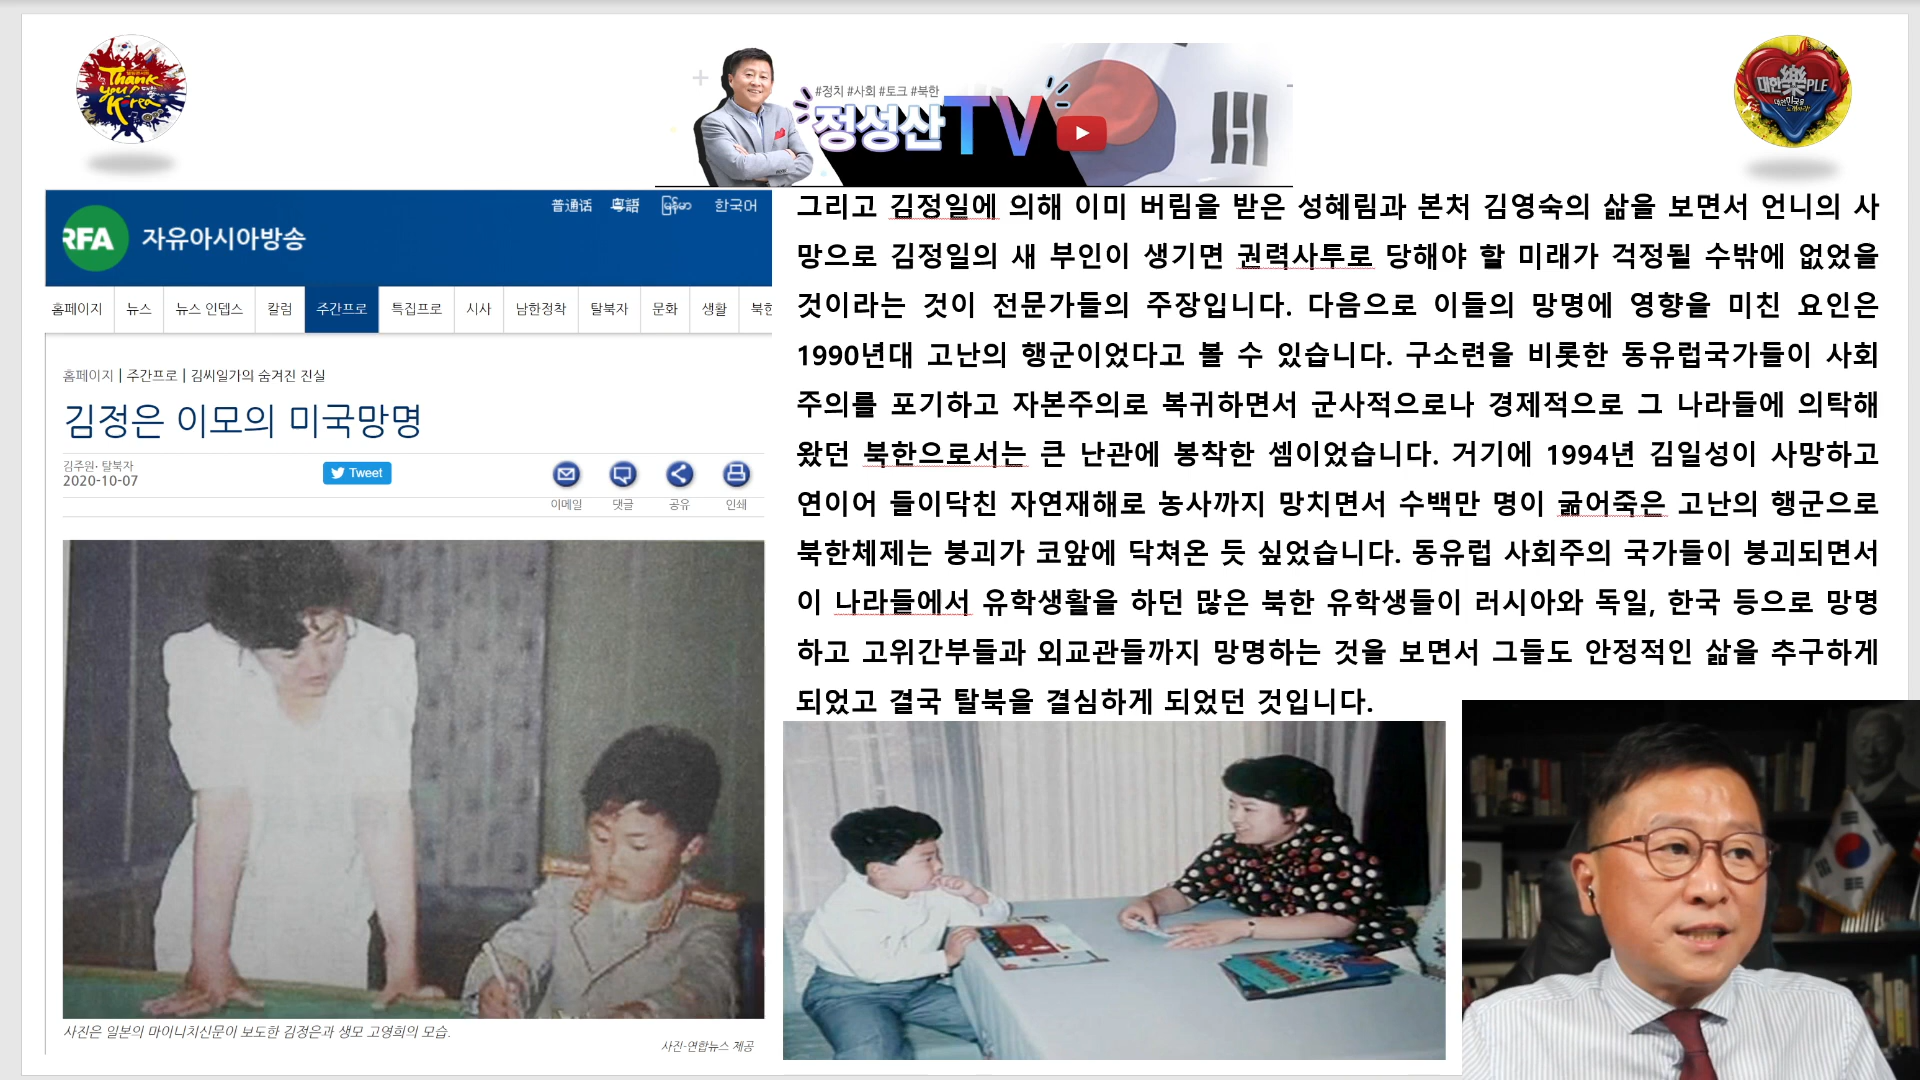 Thank
you Korea
#정치 #사회 #토크 #북한
정성산TV
대한樂PLE
RFA 자유아시아방송
普通话 粵語 မြန်မာ 한국어
홈페이지 뉴스 뉴스 인덱스 칼럼 주간프로 특집프로 시사 남한정착 탈북자 문화 생활 북한
홈페이지 | 주간프로 | 김씨일가의 숨겨진 진실
김정은 이모의 미국망명
김주원· 탈북자
2020-10-07
Tweet
이메일 댓글 공유 인쇄
사진은 일본의 마이니치신문이 보도한 김정은과 생모 고영희의 모습.
사진-연합뉴스 제공
그리고 김정일에 의해 이미 버림을 받은 성혜림과 본처 김영숙의 삶을 보면서 언니의 사
망으로 김정일의 새 부인이 생기면 권력사투로 당해야 할 미래가 걱정될 수밖에 없었을
것이라는 것이 전문가들의 주장입니다. 다음으로 이들의 망명에 영향을 미친 요인은
1990년대 고난의 행군이었다고 볼 수 있습니다. 구소련을 비롯한 동유럽국가들이 사회
주의를 포기하고 자본주의로 복귀하면서 군사적으로나 경제적으로 그 나라들에 의탁해
왔던 북한으로서는 큰 난관에 봉착한 셈이었습니다. 거기에 1994년 김일성이 사망하고
연이어 들이닥친 자연재해로 농사까지 망치면서 수백만 명이 굶어죽은 고난의 행군으로
북한체제는 붕괴가 코앞에 닥쳐온 듯 싶었습니다. 동유럽 사회주의 국가들이 붕괴되면서
이 나라들에서 유학생활을 하던 많은 북한 유학생들이 러시아와 독일, 한국 등으로 망명
하고 고위간부들과 외교관들까지 망명하는 것을 보면서 그들도 안정적인 삶을 추구하게
되었고 결국 탈북을 결심하게 되었던 것입니다.